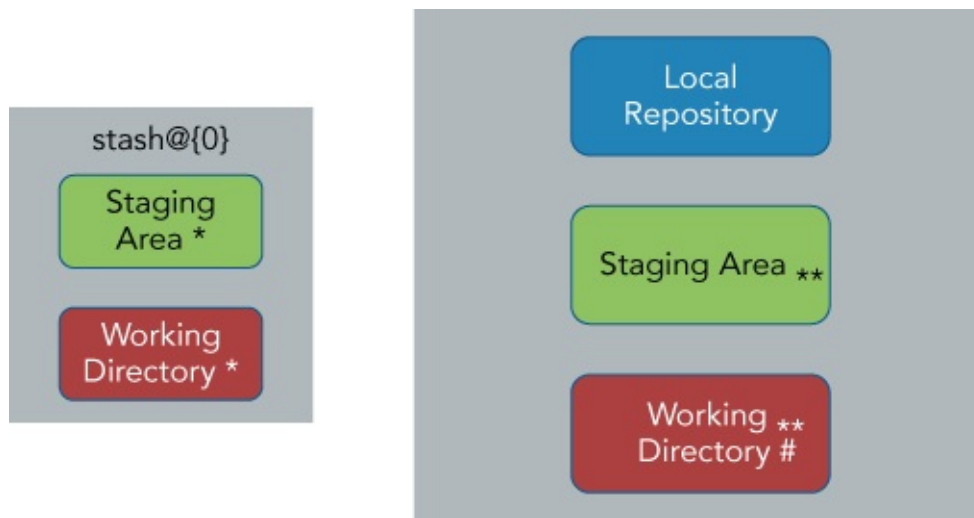 stash@{0}
Staging
Area *
Working
Directory *
Local
Repository
Staging Area **
Working **
Directory #